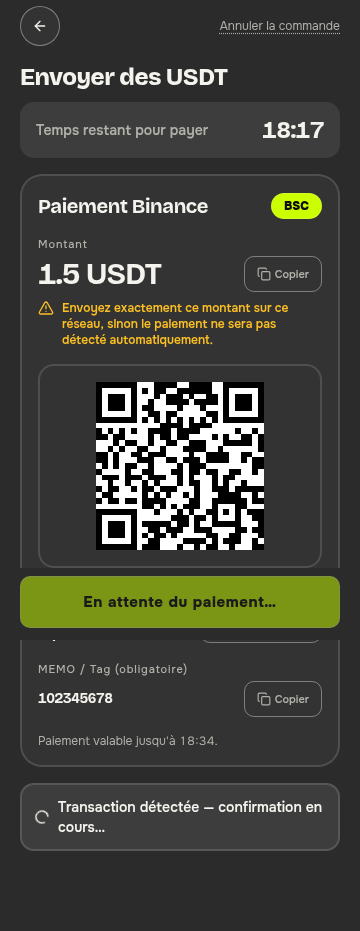 Annuler la commande
Envoyer des USDT
Temps restant pour payer
18:17
Paiement Binance
BSC
Montant
1.5 USDT
Copier
Envoyez exactement ce montant sur ce
réseau, sinon le paiement ne sera pas
détecté automatiquement.
En attente du paiement…
MEMO / Tag (obligatoire)
102345678
Copier
Paiement valable jusqu'à 18:34.
Transaction détectée — confirmation en
cours…